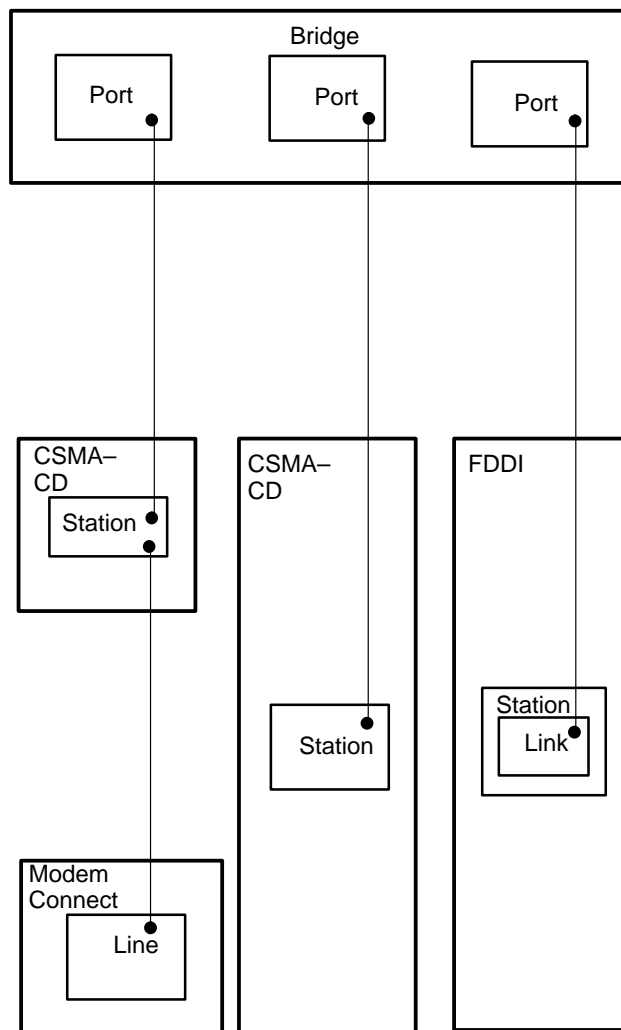 Bridge
Port
Port
Port
CSMA–
CD
Station
CSMA–
CD
Station
FDDI
Station
Link
Modem
Connect
Line